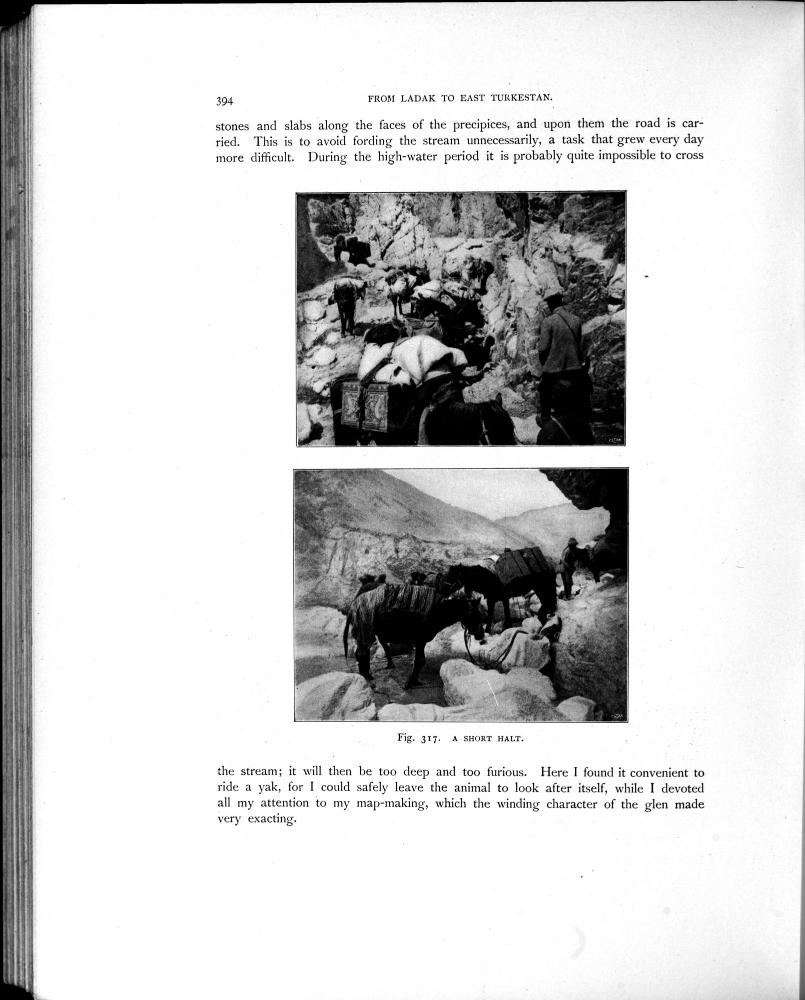 394
FROM LADAK TO EAST TURKESTAN.
stones and slabs along the faces of the precipices, and upon them the road is car-
ried. This is to avoid fording the stream unnecessarily, a task that grew every day
more difficult. During the high-water period it is probably quite impossible to cross
Fig. 317. A SHORT HALT.
the stream; it will then be too deep and too furious. Here I found it convenient to
ride a yak, for I could safely leave the animal to look after itself, while I devoted
all my attention to my map-making, which the winding character of the glen made
very exacting.